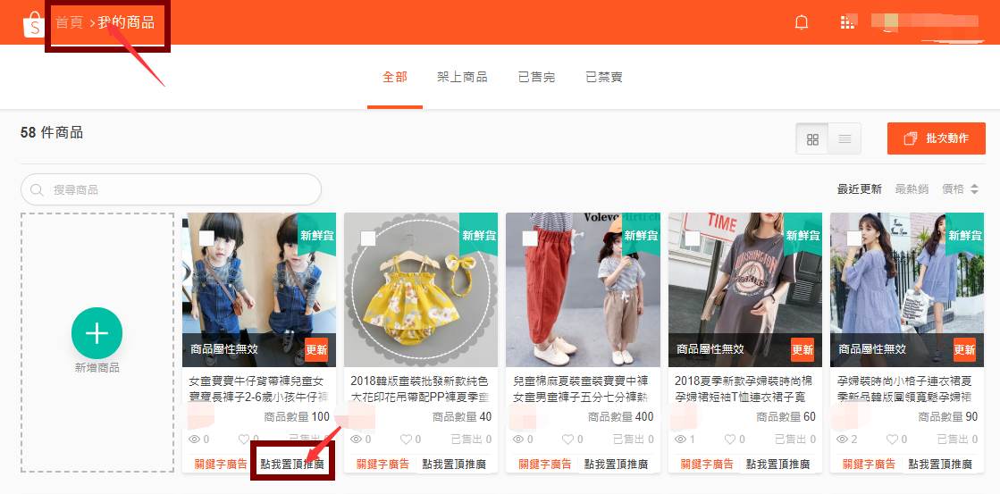 首頁 >我的商品
全部 架上商品 已售完 已禁賣
58 件商品
批次動作
搜尋商品
最近更新 最熱銷 價格
新增商品
新鮮貨
商品屬性無效 更新
女童寶寶牛仔背帶褲兒童女
寶寶長褲子2-6歲小孩牛仔褲
商品數量 100
0 0 已售出 0
關鍵字廣告 點我置頂推廣
新鮮貨
2018韓版童裝批發新款純色
大花印花吊帶配PP褲夏季童
商品數量 40
0 0 已售出 0
關鍵字廣告 點我置頂推廣
新鮮貨
兒童棉麻夏裝童裝寶寶中褲
女童男童褲子五分七分褲熱
商品數量 400
0 0 已售出 0
關鍵字廣告 點我置頂推廣
TIME
新鮮貨
商品屬性無效 更新
2018夏季新款孕婦裝時尚棉
孕婦裙短袖T恤連衣裙子寬
商品數量 60
1 0 已售出 0
關鍵字廣告 點我置頂推廣
新鮮貨
商品屬性無效 更新
孕婦裝時尚小格子連衣裙夏
季新品韓版圓領寬鬆孕婦裙
商品數量 90
2 0 已售出 0
關鍵字廣告 點我置頂推廣